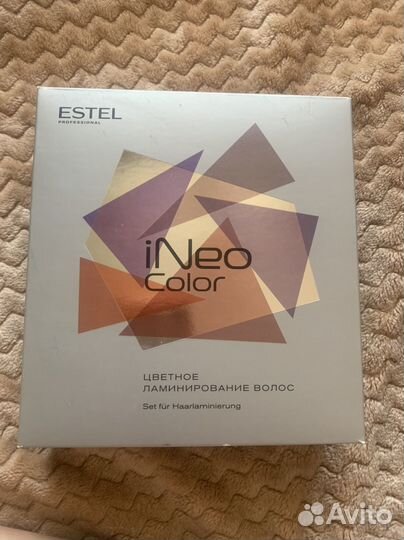 ESTEL
PROFESSIONAL
iNeo
Color
ЦВЕТНОЕ
ЛАМИНИРОВАНИЕ ВОЛОС
Set für Haarlaminierung
Avito